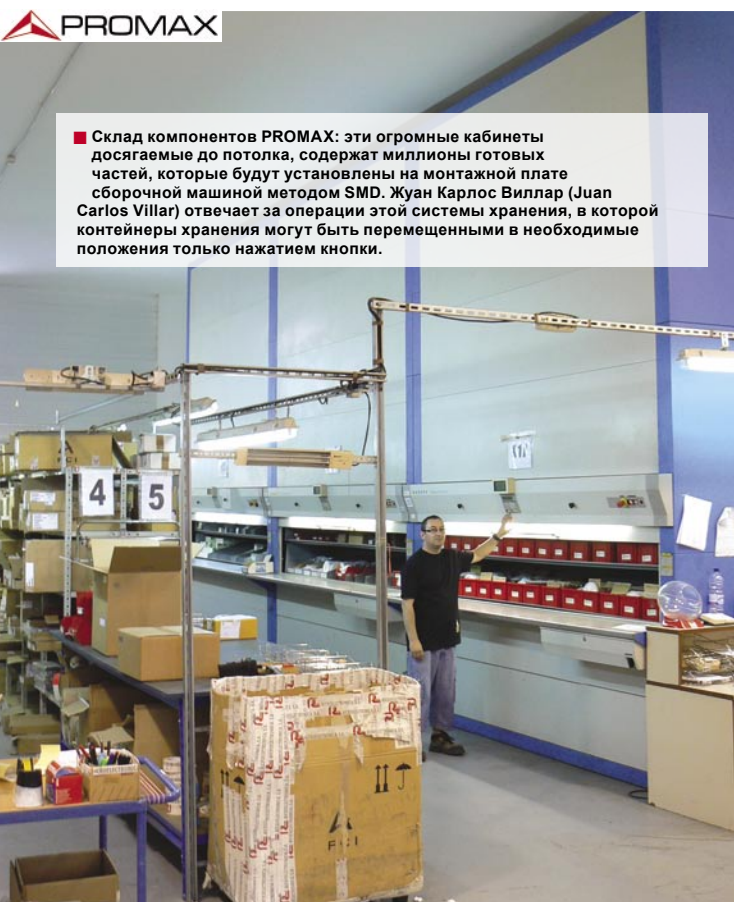 PROMAX
Склад компонентов PROMAX: эти огромные кабинеты
досягаемые до потолка, содержат миллионы готовых
частей, которые будут установлены на монтажной плате
сборочной машиной методом SMD. Жуан Карлос Виллар (Juan
Carlos Villar) отвечает за операции этой системы хранения, в которой
контейнеры хранения могут быть перемещенными в необходимые
положения только нажатием кнопки.
4 5
FCI